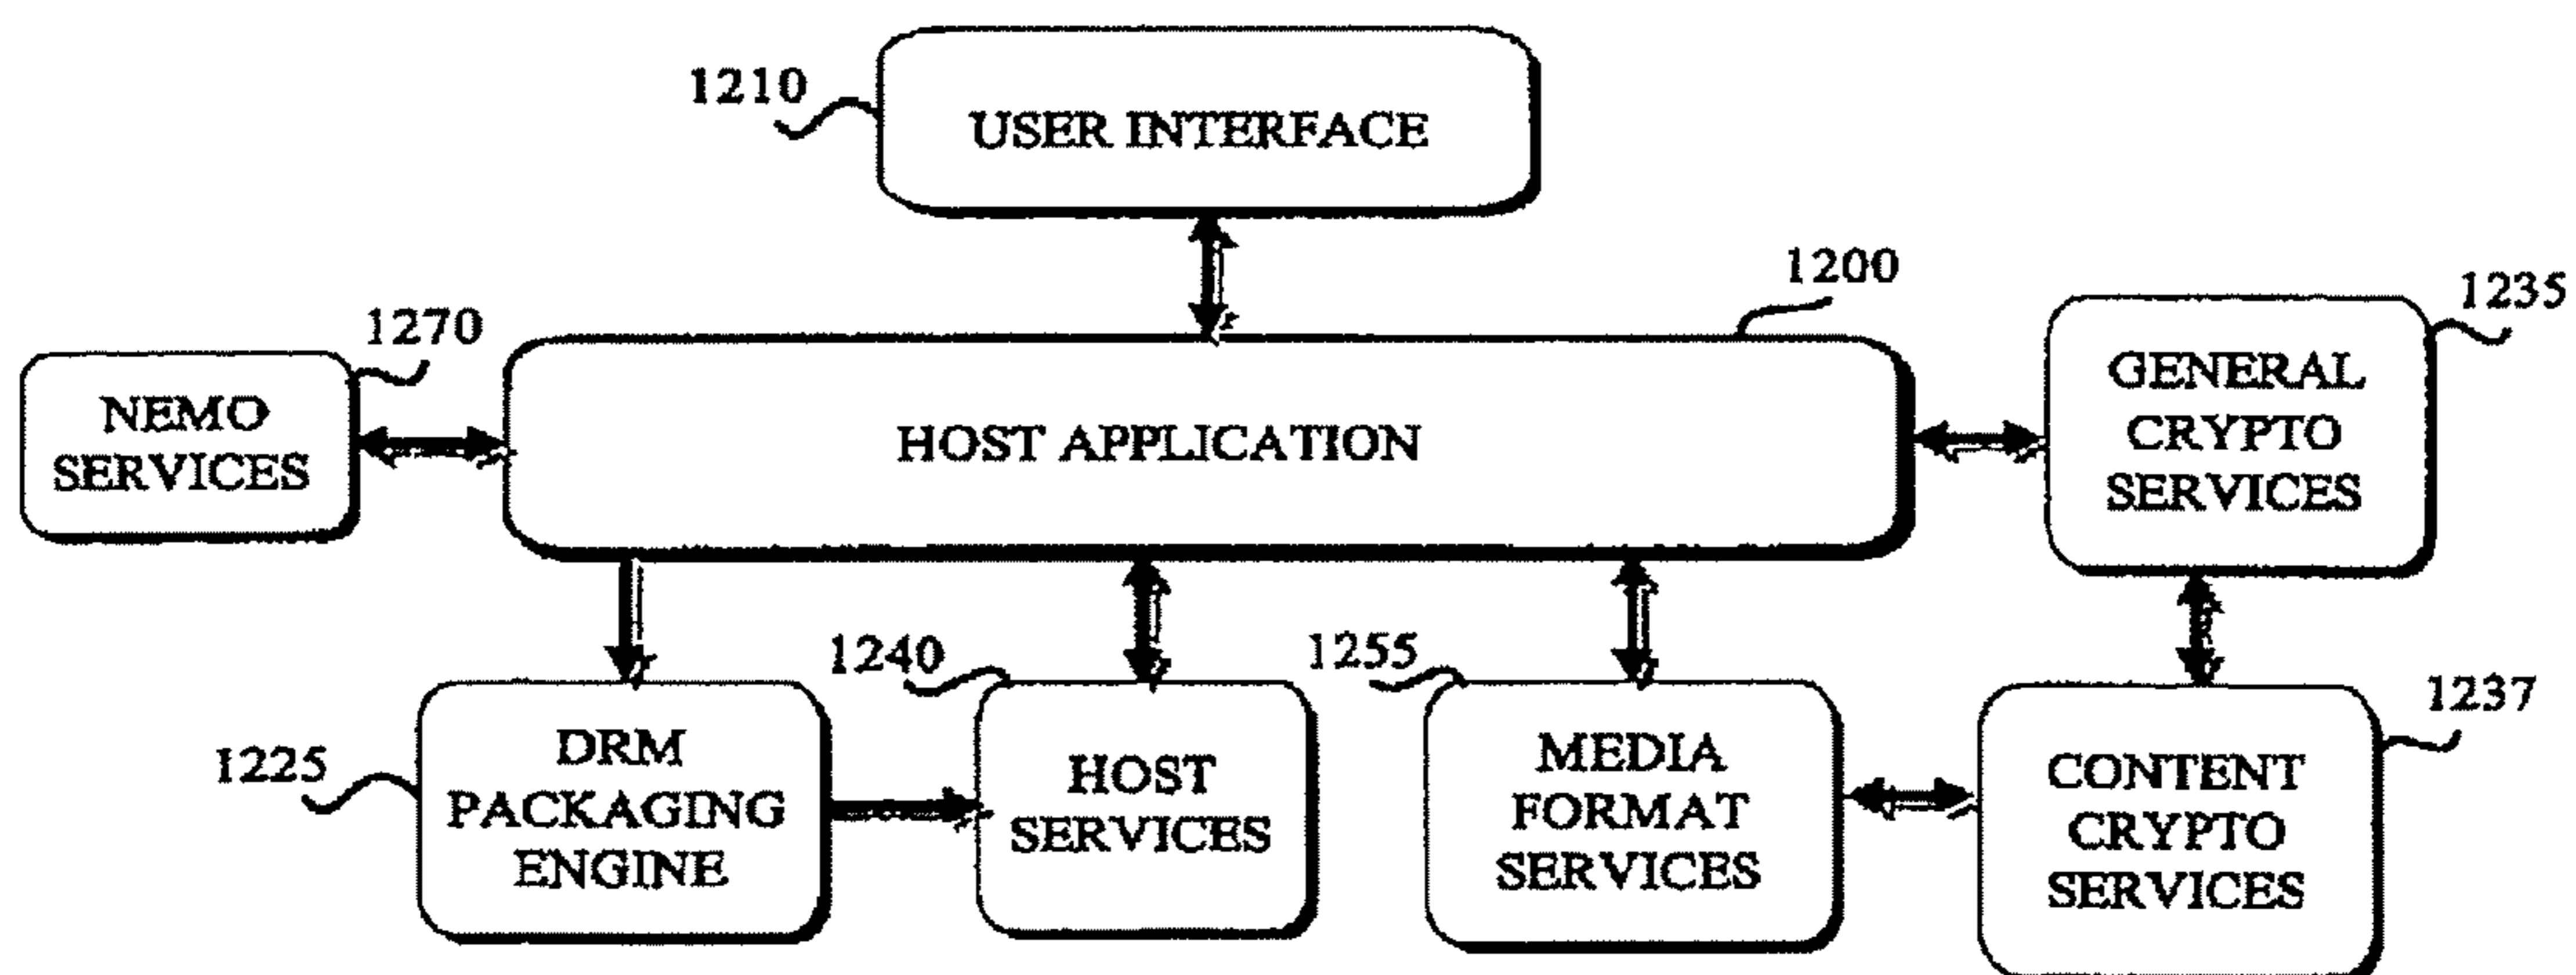 1210
USER INTERFACE
1200
1235
1270
NEMO
SERVICES
HOST APPLICATION
GENERAL
CRYPTO
SERVICES
1240
1255
1237
1225
DRM
PACKAGING
ENGINE
HOST
SERVICES
MEDIA
FORMAT
SERVICES
CONTENT
CRYPTO
SERVICES